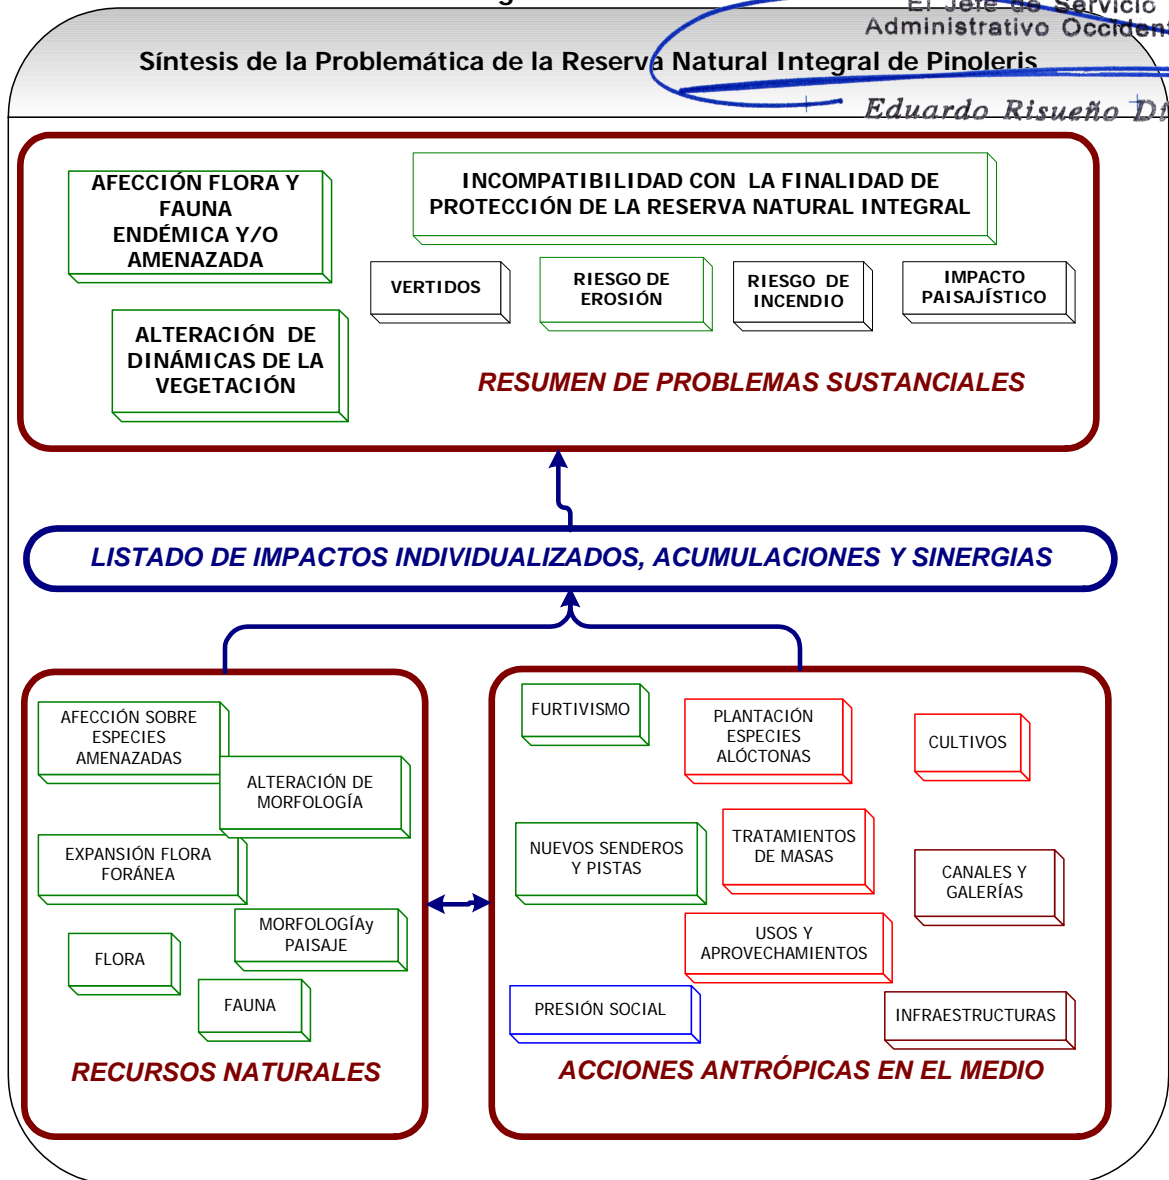 El Jefe de Servicio
Administrativo Occident
Síntesis de la Problemática de la Reserva Natural Integral de Pinoleris
Eduardo Risueño Dí
AFECCIÓN FLORA Y
FAUNA
ENDÉMICA Y/O
AMENAZADA
INCOMPATIBILIDAD CON LA FINALIDAD DE
PROTECCIÓN DE LA RESERVA NATURAL INTEGRAL
VERTIDOS
RIESGO DE
EROSIÓN
RIESGO DE
INCENDIO
IMPACTO
PAISAJÍSTICO
ALTERACIÓN DE
DINÁMICAS DE LA
VEGETACIÓN
RESUMEN DE PROBLEMAS SUSTANCIALES
LISTADO DE IMPACTOS INDIVIDUALIZADOS, ACUMULACIONES Y SINERGIAS
AFECCIÓN SOBRE
ESPECIES
AMENAZADAS
ALTERACIÓN DE
MORFOLOGÍA
EXPANSIÓN FLORA
FORÁNEA
MORFOLOGÍAy
PAISAJE
FLORA
FAUNA
RECURSOS NATURALES
FURTIVISMO
PLANTACIÓN
ESPECIES
ALÓCTONAS
CULTIVOS
NUEVOS SENDEROS
Y PISTAS
TRATAMIENTOS
DE MASAS
CANALES Y
GALERÍAS
USOS Y
APROVECHAMIENTOS
PRESIÓN SOCIAL
INFRAESTRUCTURAS
ACCIONES ANTRÓPICAS EN EL MEDIO